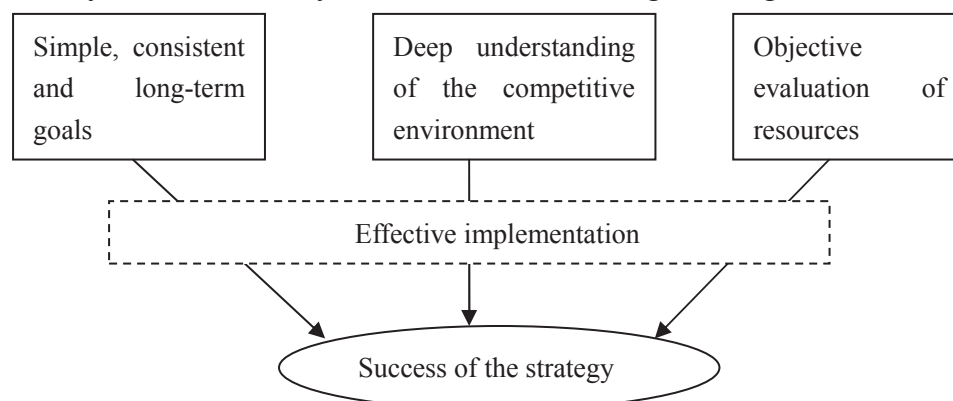 Simple, consistent
and long-term
goals
Deep understanding
of the competitive
environment
Objective
evaluation of
resources
Effective implementation
Success of the strategy